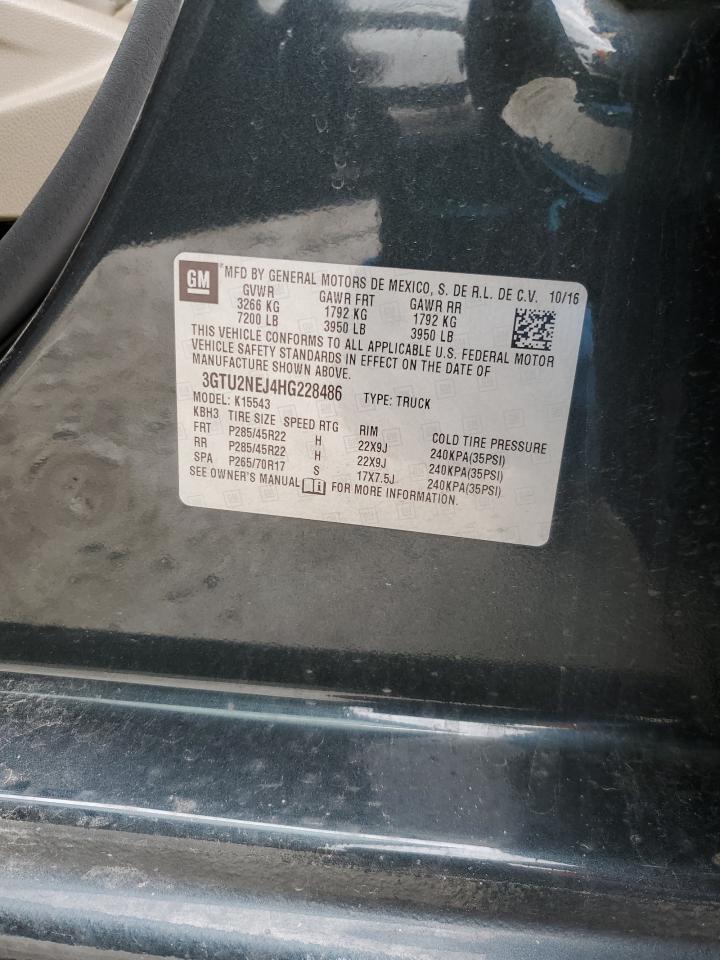 GM MFD BY GENERAL MOTORS DE MEXICO, S. DE R.L. DE C.V. 10/16
GVWR GAWR FRT GAWR RR
3266 KG 1792 KG 1792 KG
7200 LB 3950 LB 3950 LB
THIS VEHICLE CONFORMS TO ALL APPLICABLE U.S. FEDERAL MOTOR
VEHICLE SAFETY STANDARDS IN EFFECT ON THE DATE OF
MANUFACTURE SHOWN ABOVE.
3GTU2NEJ4HG228486 TYPE: TRUCK
MODEL: K15543
KBH3 TIRE SIZE SPEED RTG RIM COLD TIRE PRESSURE
FRT P285/45R22 H 22X9J 240KPA(35PSI)
RR P285/45R22 H 22X9J 240KPA(35PSI)
SPA P265/70R17 S 17X7.5J 240KPA(35PSI)
SEE OWNER'S MANUAL FOR MORE INFORMATION.